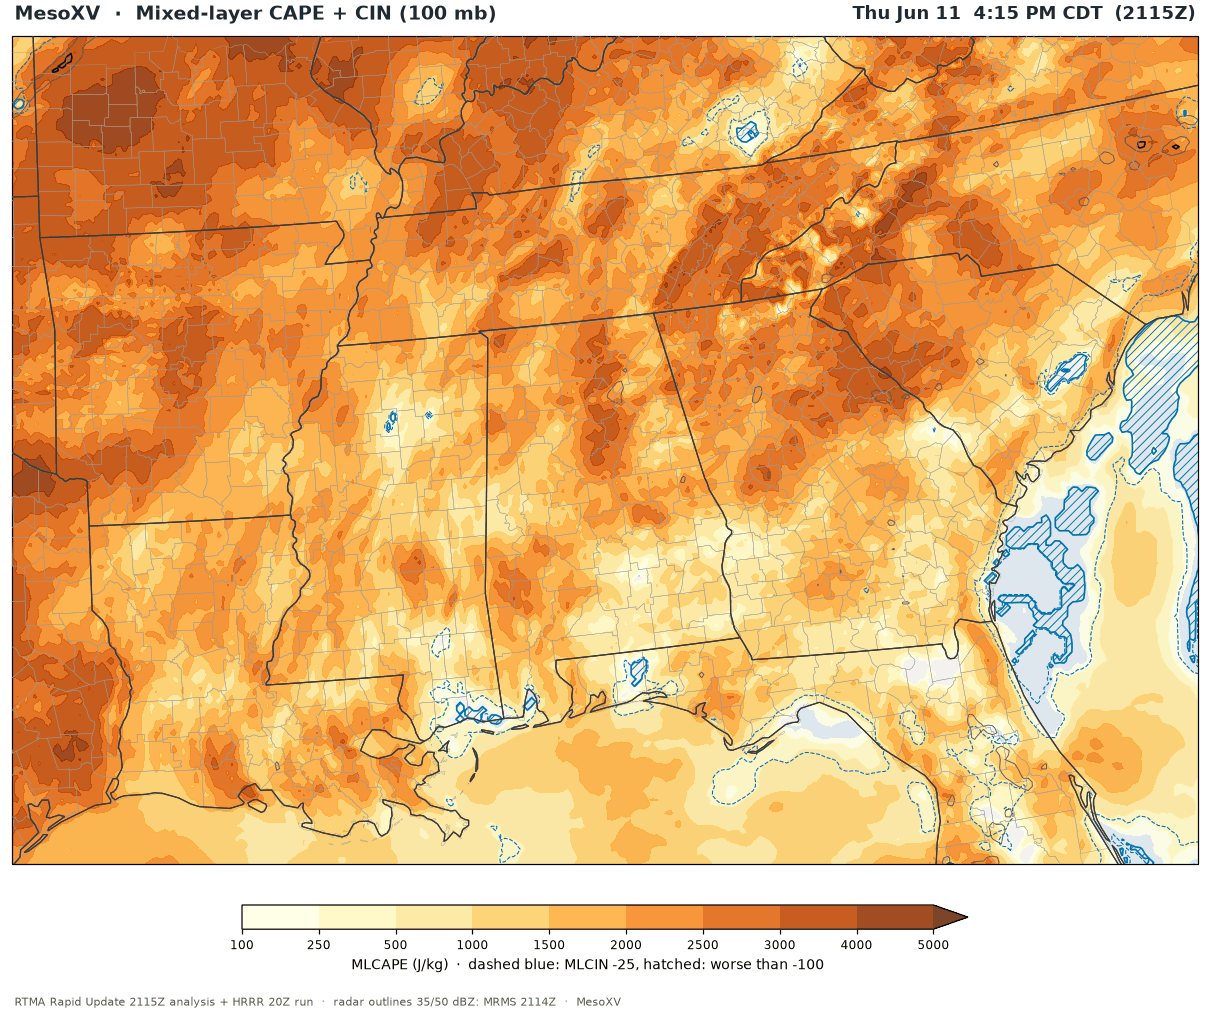 MesoXV · Mixed-layer CAPE + CIN (100 mb)
Thu Jun 11 4:15 PM CDT (2115Z)
100 250 500 1000 1500 2000 2500 3000 4000 5000
MLCAPE (J/kg) · dashed blue: MLCIN -25, hatched: worse than -100
RTMA Rapid Update 2115Z analysis + HRRR 20Z run · radar outlines 35/50 dBZ: MRMS 2114Z · MesoXV